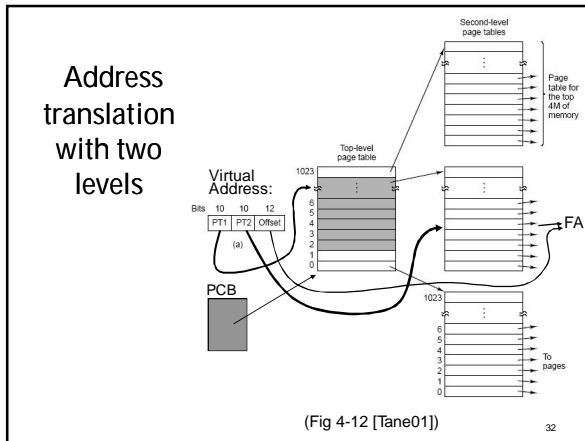 Address
translation
with two
levels
Second-level
page tables
Page
table for
the top
4M of
memory
Top-level
page table
1023
6
5
4
3
2
1
0
Virtual
Address:
Bits 10 10 12
PT1 PT2 Offset
(a)
PCB
FA
1023
6
5
4
3
2
1
0
To
pages
(Fig 4-12 [Tane01])
32